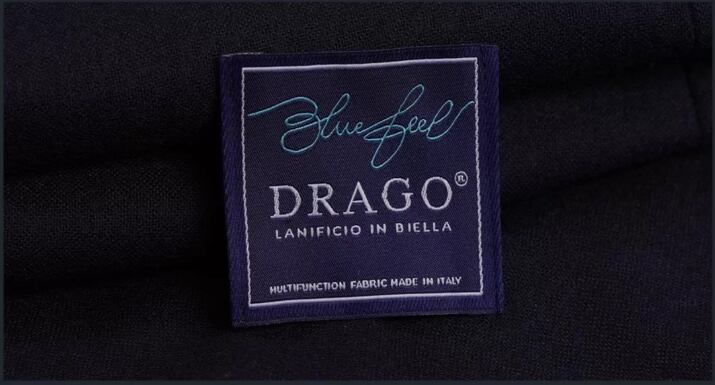 Blue feel
DRAGO®
LANIFICIO IN BIELLA
MULTIFUNCTION FABRIC MADE IN ITALY